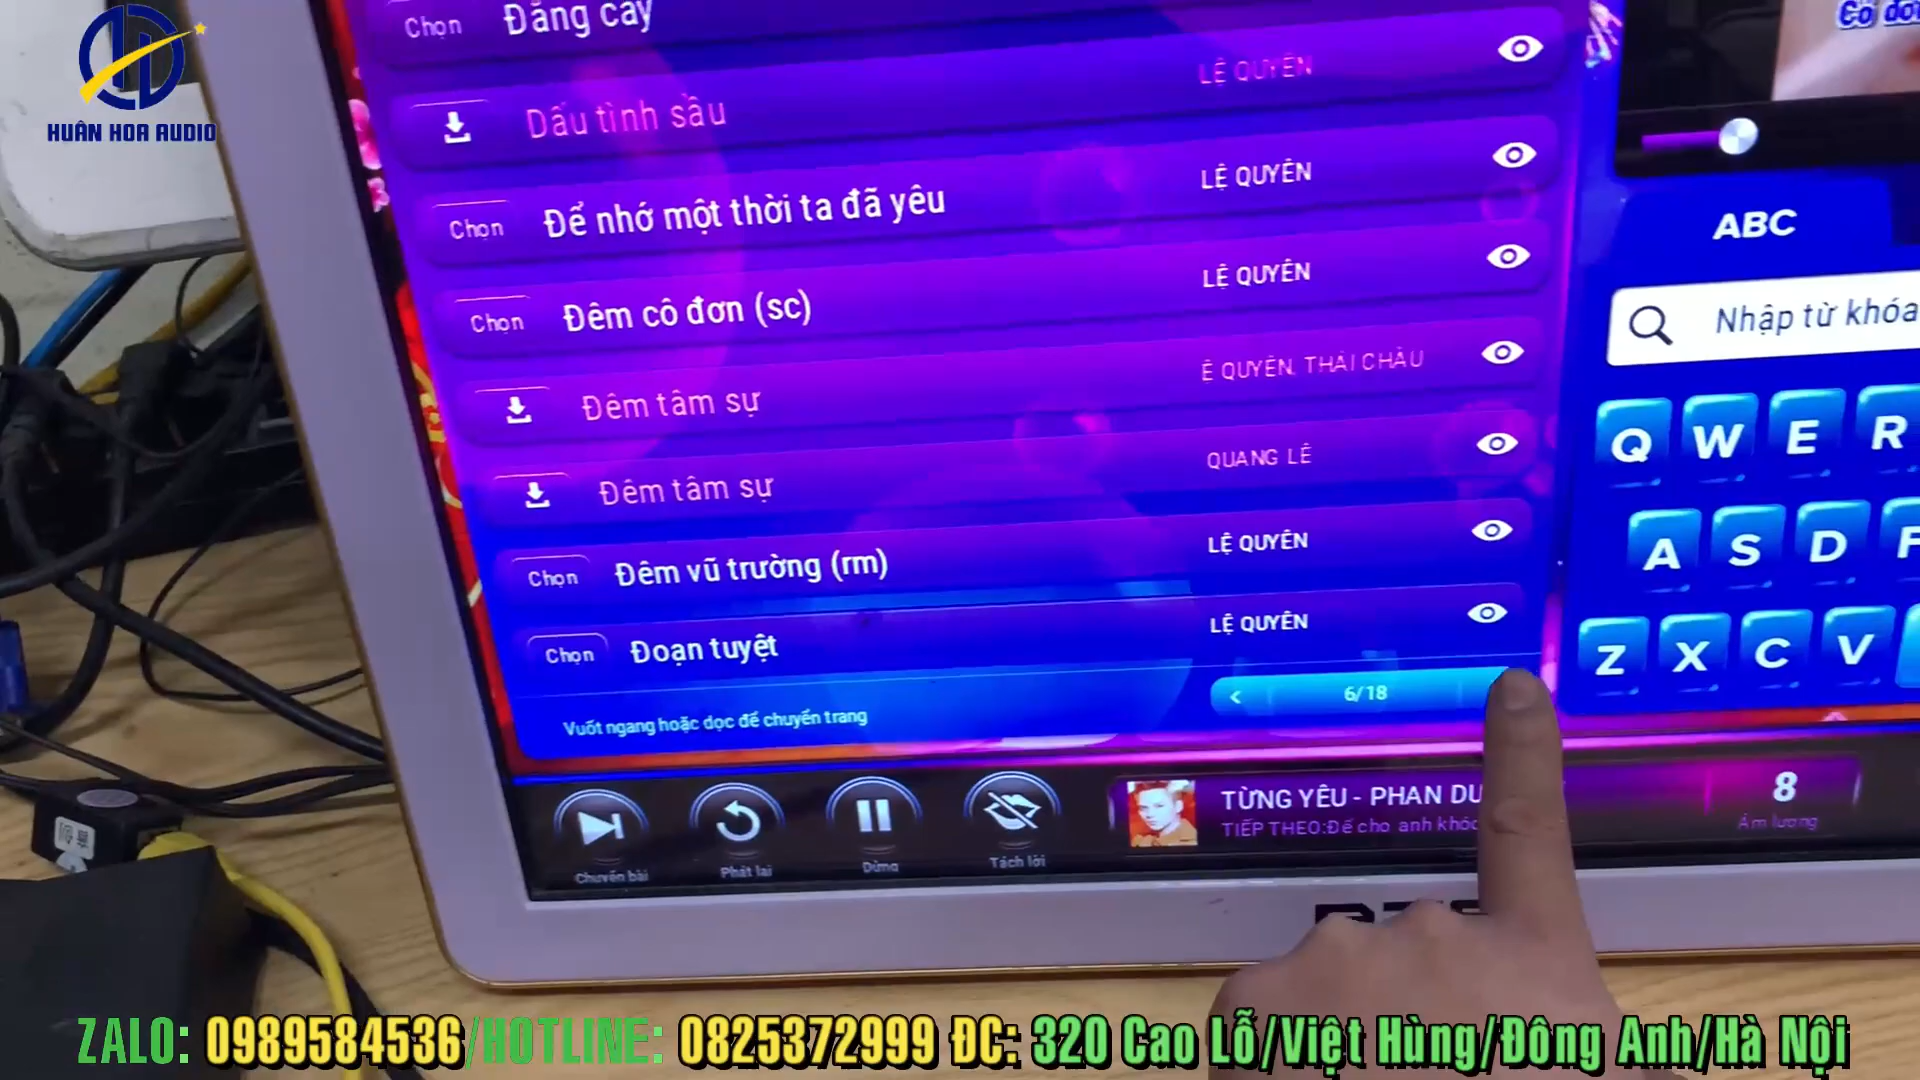 HUÂN HOA AUDIO
Chọn Đắng cay
Dấu tình sầu LỆ QUYÊN
Chọn Để nhớ một thời ta đã yêu LỆ QUYÊN
Chọn Đêm cô đơn (sc) LỆ QUYÊN
Đêm tâm sự Ệ QUYÊN, THÁI CHÂU
Đêm tâm sự QUANG LÊ
Chọn Đêm vũ trường (rm) LỆ QUYÊN
Chọn Đoạn tuyệt LỆ QUYÊN
Vuốt ngang hoặc dọc để chuyển trang < 6/18
ABC
Nhập từ khóa
Q W E R
A S D F
Z X C V
Chuyển bài Phát lại Dừng Tách lời
TỪNG YÊU - PHAN DU
TIẾP THEO:Để cho anh khóc
8
Âm lượng
ZALO: 0989584536/HOTLINE: 0825372999 ĐC: 320 Cao Lỗ/Việt Hùng/Đông Anh/Hà Nội